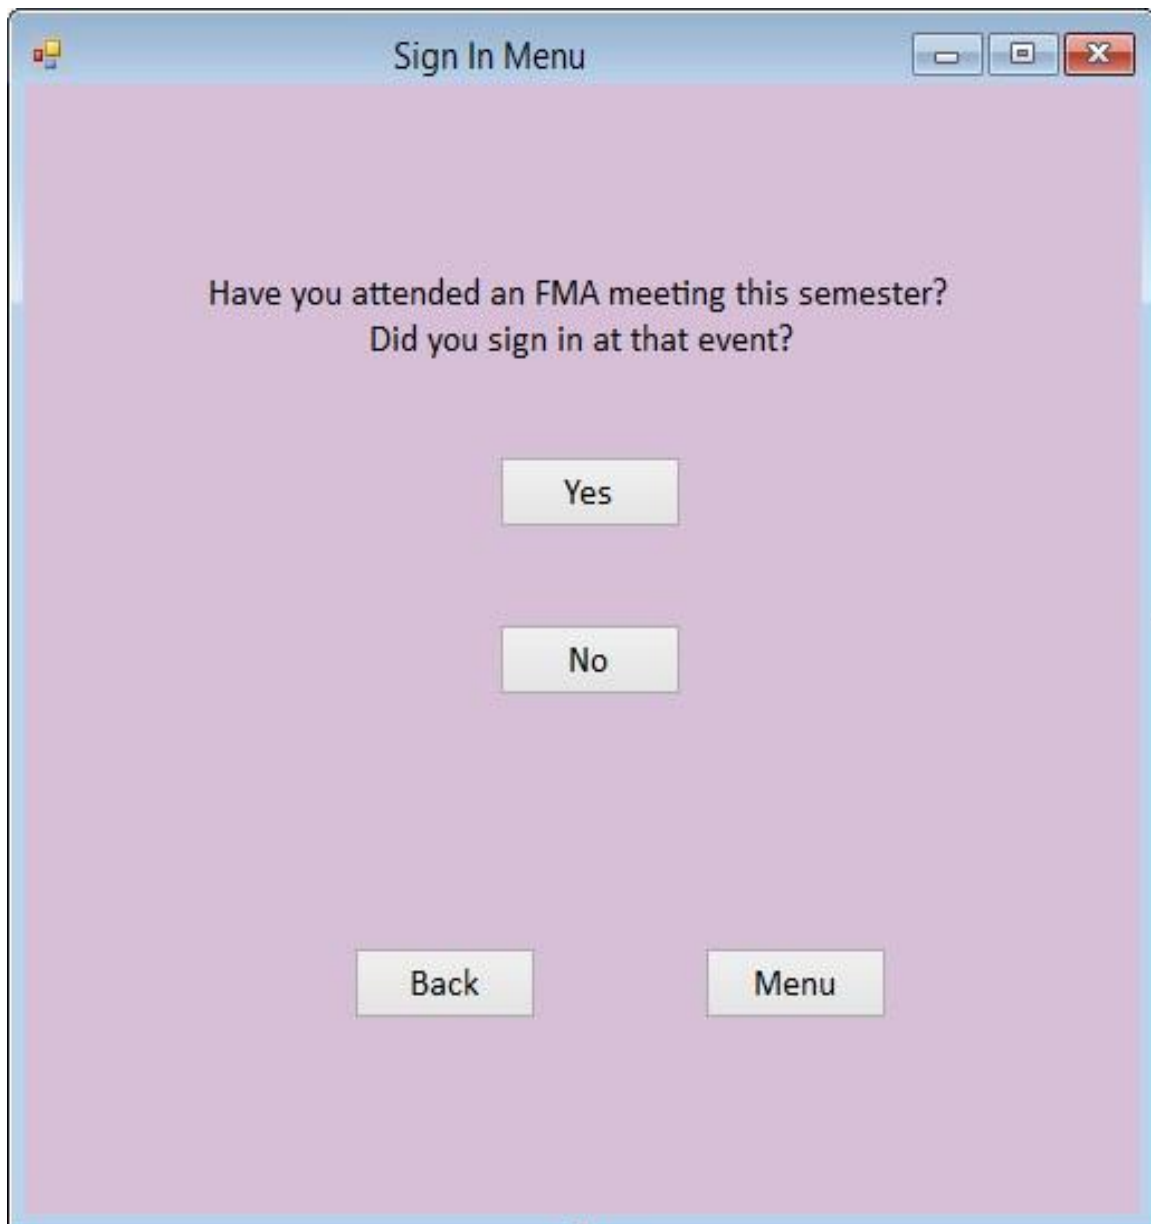 Sign In Menu
Have you attended an FMA meeting this semester?
Did you sign in at that event?
Yes
No
Back
Menu